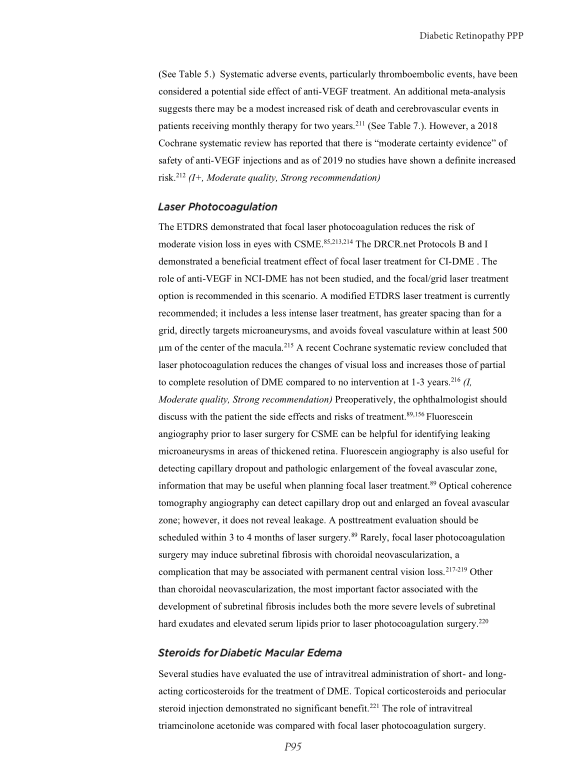 Diabetic Retinopathy PPP
(See Table 5.)  Systematic adverse events, particularly thromboembolic events, have been
considered a potential side effect of anti-VEGF treatment. An additional meta-analysis
suggests there may be a modest increased risk of death and cerebrovascular events in
patients receiving monthly therapy for two years.211 (See Table 7.). However, a 2018
Cochrane systematic review has reported that there is “moderate certainty evidence” of
safety of anti-VEGF injections and as of 2019 no studies have shown a definite increased
risk.212 (I+, Moderate quality, Strong recommendation)
Laser Photocoagulation
The ETDRS demonstrated that focal laser photocoagulation reduces the risk of
moderate vision loss in eyes with CSME.85,213,214 The DRCR.net Protocols B and I
demonstrated a beneficial treatment effect of focal laser treatment for CI-DME . The
role of anti-VEGF in NCI-DME has not been studied, and the focal/grid laser treatment
option is recommended in this scenario. A modified ETDRS laser treatment is currently
recommended; it includes a less intense laser treatment, has greater spacing than for a
grid, directly targets microaneurysms, and avoids foveal vasculature within at least 500
µm of the center of the macula.215 A recent Cochrane systematic review concluded that
laser photocoagulation reduces the changes of visual loss and increases those of partial
to complete resolution of DME compared to no intervention at 1-3 years.216 (I,
Moderate quality, Strong recommendation) Preoperatively, the ophthalmologist should
discuss with the patient the side effects and risks of treatment.89,156 Fluorescein
angiography prior to laser surgery for CSME can be helpful for identifying leaking
microaneurysms in areas of thickened retina. Fluorescein angiography is also useful for
detecting capillary dropout and pathologic enlargement of the foveal avascular zone,
information that may be useful when planning focal laser treatment.89 Optical coherence
tomography angiography can detect capillary drop out and enlarged an foveal avascular
zone; however, it does not reveal leakage. A posttreatment evaluation should be
scheduled within 3 to 4 months of laser surgery.89 Rarely, focal laser photocoagulation
surgery may induce subretinal fibrosis with choroidal neovascularization, a
complication that may be associated with permanent central vision loss.217-219 Other
than choroidal neovascularization, the most important factor associated with the
development of subretinal fibrosis includes both the more severe levels of subretinal
hard exudates and elevated serum lipids prior to laser photocoagulation surgery.220
Steroids for Diabetic Macular Edema
Several studies have evaluated the use of intravitreal administration of short- and long-
acting corticosteroids for the treatment of DME. Topical corticosteroids and periocular
steroid injection demonstrated no significant benefit.221 The role of intravitreal
triamcinolone acetonide was compared with focal laser photocoagulation surgery.
P95